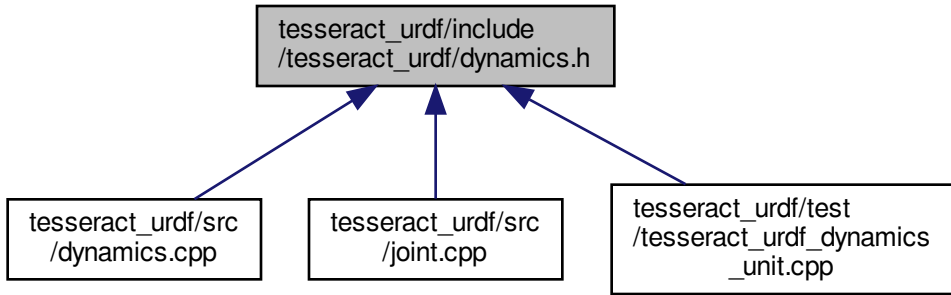 tesseract_urdf/include
/tesseract_urdf/dynamics.h
tesseract_urdf/src
/dynamics.cpp
tesseract_urdf/src
/joint.cpp
tesseract_urdf/test
/tesseract_urdf_dynamics
_unit.cpp